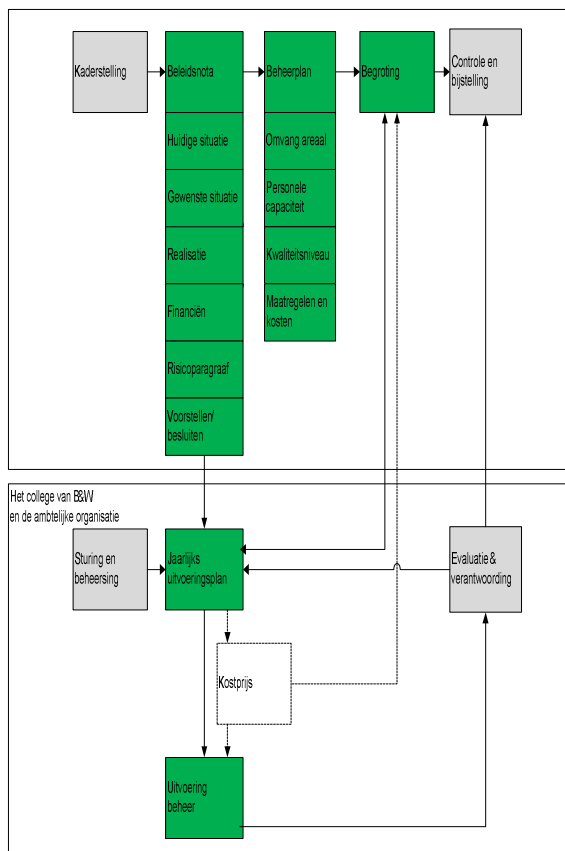 Kaderstelling
Beleidsnota
Beheerplan
Begroting
Controle en
bijstelling
Huidige situatie
Gewenste situatie
Realisatie
Financiën
Risicoparagraaf
Voorstellen/
besluiten
Omvang areaal
Personele
capaciteit
Kwaliteitsniveau
Maatregelen en
kosten
Het college van B&W
en de ambtelijke organisatie
Sturing en
beheersing
Jaarlijks
uitvoeringsplan
Evaluatie &
verantwoording
Kostprijs
Uitvoering
beheer